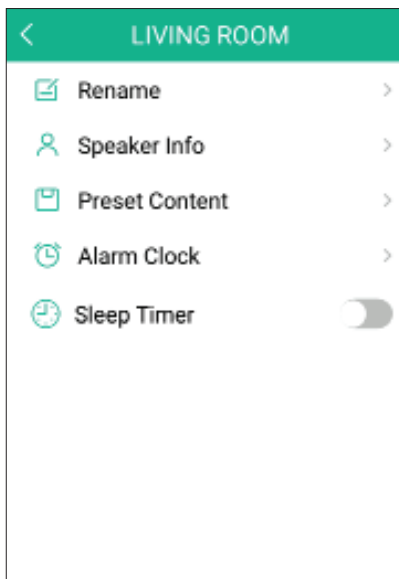 LIVING ROOM
Rename
Speaker Info
Preset Content
Alarm Clock
Sleep Timer